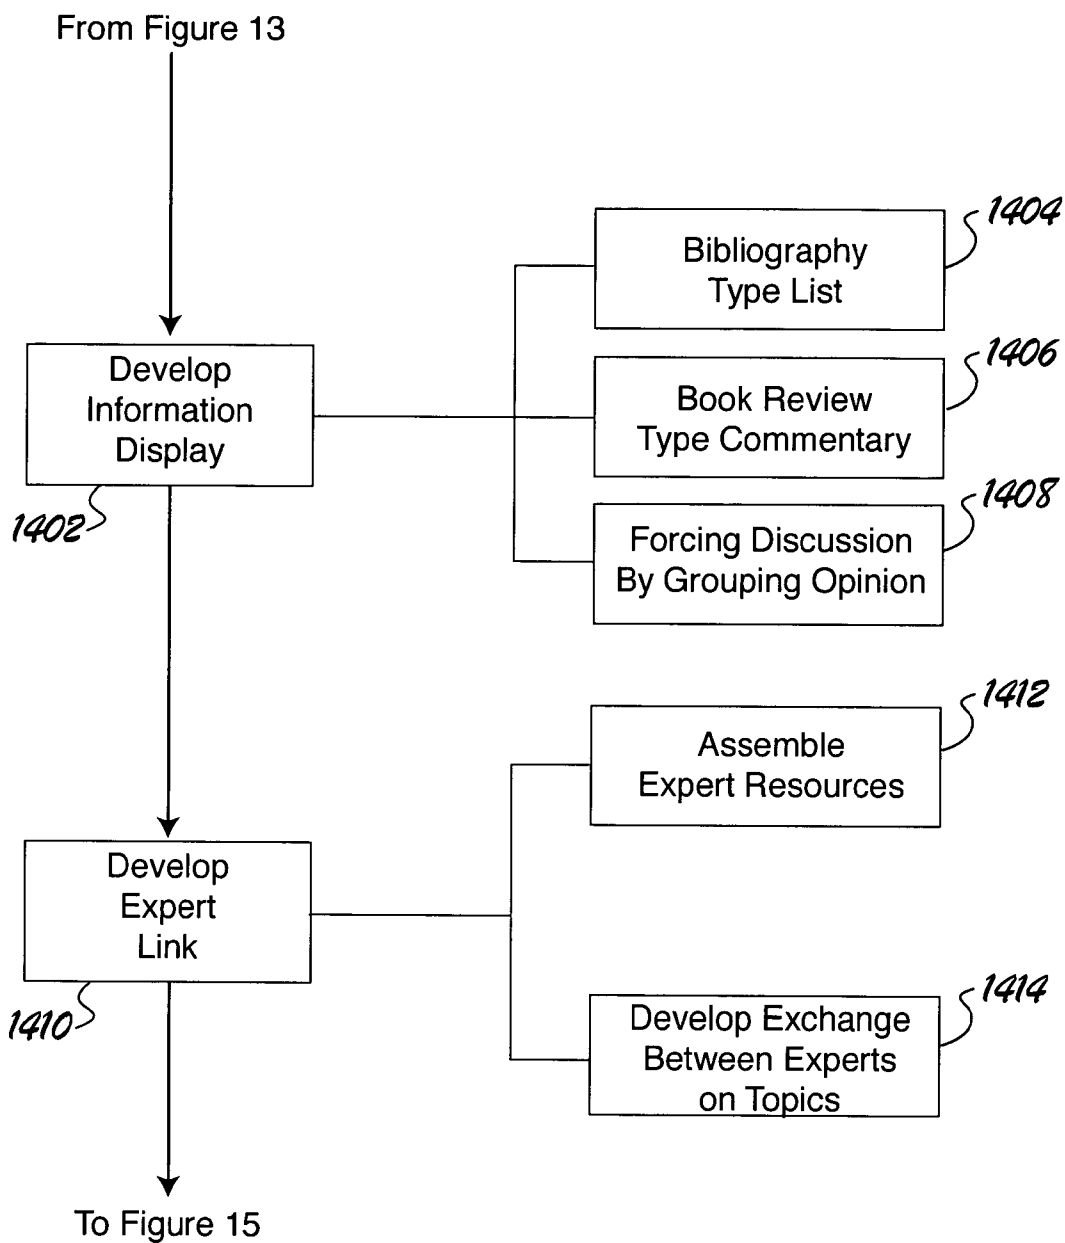 From Figure 13
1404
Bibliography
Type List
1406
Develop
Information
Display
1402
Book Review
Type Commentary
1408
Forcing Discussion
By Grouping Opinion
1412
Assemble
Expert Resources
Develop
Expert
Link
1410
1414
Develop Exchange
Between Experts
on Topics
To Figure 15